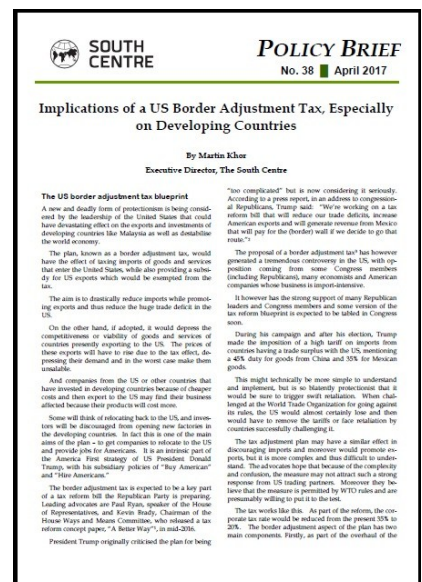 SOUTH
CENTRE
POLICY BRIEF
No. 38 April 2017
Implications of a US Border Adjustment Tax, Especially
on Developing Countries
By Martin Khor
Executive Director, The South Centre
The US border adjustment tax blueprint
A new and deadly form of protectionism is being consid-
ered by the leadership of the United States that could
have devastating effect on the exports and investments of
developing countries like Malaysia as well as destabilise
the world economy.
The plan, known as a border adjustment tax, would
have the effect of taxing imports of goods and services
that enter the United States, while also providing a subsi-
dy for US exports which would be exempted from the
tax.
The aim is to drastically reduce imports while promot-
ing exports and thus reduce the huge trade deficit in the
US.
On the other hand, if adopted, it would depress the
competitiveness or viability of goods and services of
countries presently exporting to the US. The prices of
these exports will have to rise due to the tax effect, de-
pressing their demand and in the worst case make them
unsalable.
And companies from the US or other countries that
have invested in developing countries because of cheaper
costs and then export to the US may find their business
affected because their products will cost more.
Some will think of relocating back to the US, and inves-
tors will be discouraged from opening new factories in
the developing countries. In fact this is one of the main
aims of the plan – to get companies to relocate to the US
and provide jobs for Americans. It is an intrinsic part of
the America First strategy of US President Donald
Trump, with his subsidiary policies of "Buy American"
and "Hire Americans."
The border adjustment tax is expected to be a key part
of a tax reform bill the Republican Party is preparing.
Leading advocates are Paul Ryan, speaker of the House
of Representatives, and Kevin Brady, Chairman of the
House Ways and Means Committee, who released a tax
reform concept paper, "A Better Way"¹, in mid-2016.
President Trump originally criticised the plan for being
"too complicated" but is now considering it seriously.
According to a press report, in an address to congression-
al Republicans, Trump said: "We're working on a tax
reform bill that will reduce our trade deficits, increase
American exports and will generate revenue from Mexico
that will pay for the (border) wall if we decide to go that
route."²
The proposal of a border adjustment tax³ has however
generated a tremendous controversy in the US, with op-
position coming from some Congress members
(including Republicans), many economists and American
companies whose business is import-intensive.
It however has the strong support of many Republican
leaders and Congress members and some version of the
tax reform blueprint is expected to be tabled in Congress
soon.
During his campaign and after his election, Trump
made the imposition of a high tariff on imports from
countries having a trade surplus with the US, mentioning
a 45% duty for goods from China and 35% for Mexican
goods.
This might technically be more simple to understand
and implement, but is so blatantly protectionist that it
would be sure to trigger swift retaliation. When chal-
lenged at the World Trade Organization for going against
its rules, the US would almost certainly lose and then
would have to remove the tariffs or face retaliation by
countries successfully challenging it.
The tax adjustment plan may have a similar effect in
discouraging imports and moreover would promote ex-
ports, but it is more complex and thus difficult to under-
stand. The advocates hope that because of the complexity
and confusion, the measure may not attract such a strong
response from US trading partners. Moreover they be-
lieve that the measure is permitted by WTO rules and are
presumably willing to put it to the test.
The tax works like this. As part of the reform, the cor-
porate tax rate would be reduced from the present 35% to
20%. The border adjustment aspect of the plan has two
main components. Firstly, as part of the overhaul of the